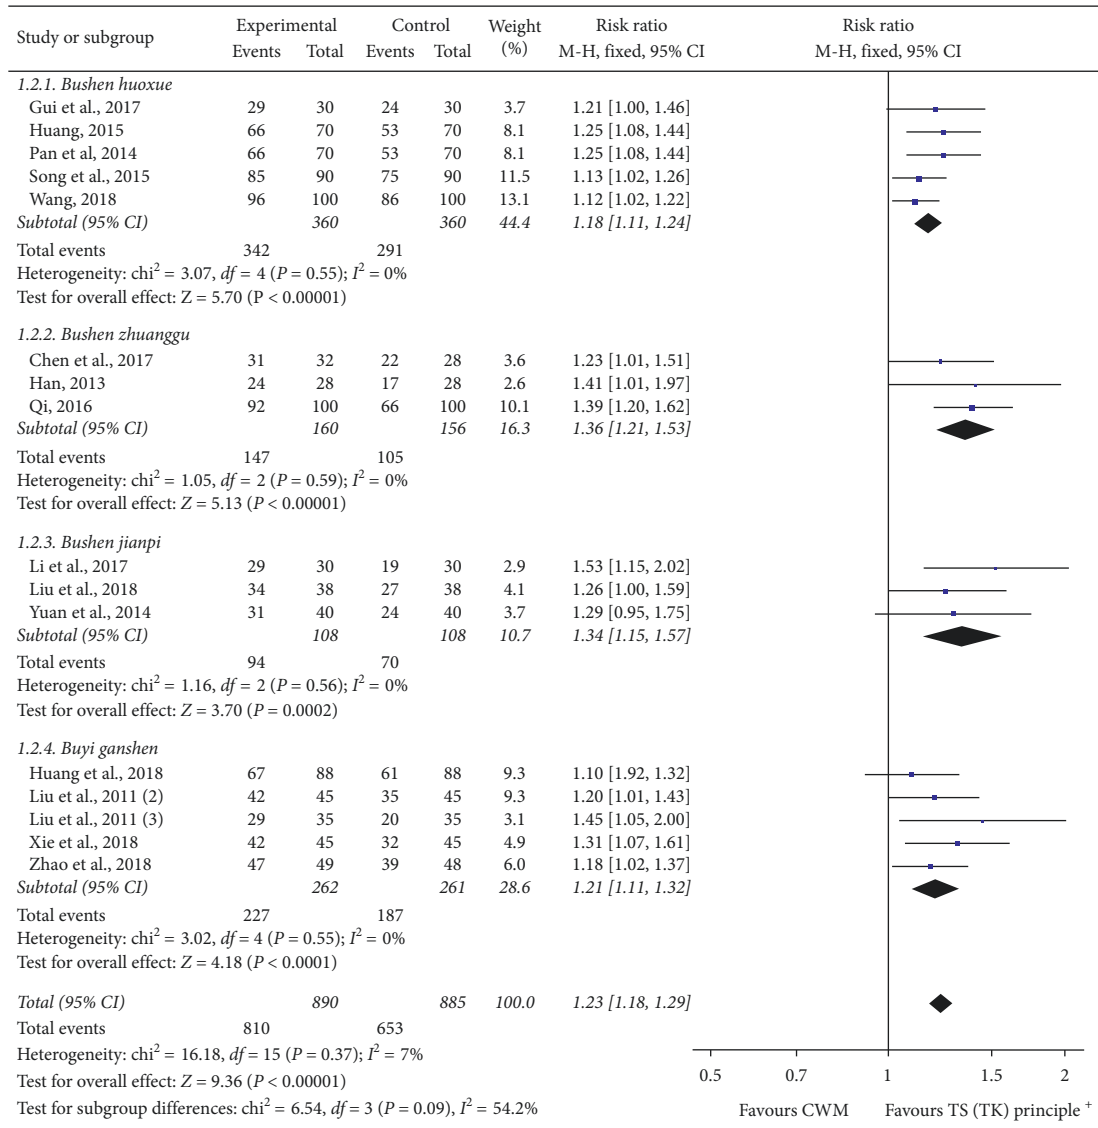 Study or subgroup Experimental Control Weight Risk ratio Risk ratio
Events Total Events Total (%) M-H, fixed, 95% CI M-H, fixed, 95% CI
1.2.1. Bushen huoxue
Gui et al., 2017 29 30 24 30 3.7 1.21 [1.00, 1.46]
Huang, 2015 66 70 53 70 8.1 1.25 [1.08, 1.44]
Pan et al, 2014 66 70 53 70 8.1 1.25 [1.08, 1.44]
Song et al., 2015 85 90 75 90 11.5 1.13 [1.02, 1.26]
Wang, 2018 96 100 86 100 13.1 1.12 [1.02, 1.22]
Subtotal (95% CI) 360 360 44.4 1.18 [1.11, 1.24]
Total events 342 291
Heterogeneity: chi² = 3.07, df = 4 (P = 0.55); I² = 0%
Test for overall effect: Z = 5.70 (P < 0.00001)
1.2.2. Bushen zhuanggu
Chen et al., 2017 31 32 22 28 3.6 1.23 [1.01, 1.51]
Han, 2013 24 28 17 28 2.6 1.41 [1.01, 1.97]
Qi, 2016 92 100 66 100 10.1 1.39 [1.20, 1.62]
Subtotal (95% CI) 160 156 16.3 1.36 [1.21, 1.53]
Total events 147 105
Heterogeneity: chi² = 1.05, df = 2 (P = 0.59); I² = 0%
Test for overall effect: Z = 5.13 (P < 0.00001)
1.2.3. Bushen jianpi
Li et al., 2017 29 30 19 30 2.9 1.53 [1.15, 2.02]
Liu et al., 2018 34 38 27 38 4.1 1.26 [1.00, 1.59]
Yuan et al., 2014 31 40 24 40 3.7 1.29 [0.95, 1.75]
Subtotal (95% CI) 108 108 10.7 1.34 [1.15, 1.57]
Total events 94 70
Heterogeneity: chi² = 1.16, df = 2 (P = 0.56); I² = 0%
Test for overall effect: Z = 3.70 (P = 0.0002)
1.2.4. Buyi ganshen
Huang et al., 2018 67 88 61 88 9.3 1.10 [1.92, 1.32]
Liu et al., 2011 (2) 42 45 35 45 9.3 1.20 [1.01, 1.43]
Liu et al., 2011 (3) 29 35 20 35 3.1 1.45 [1.05, 2.00]
Xie et al., 2018 42 45 32 45 4.9 1.31 [1.07, 1.61]
Zhao et al., 2018 47 49 39 48 6.0 1.18 [1.02, 1.37]
Subtotal (95% CI) 262 261 28.6 1.21 [1.11, 1.32]
Total events 227 187
Heterogeneity: chi² = 3.02, df = 4 (P = 0.55); I² = 0%
Test for overall effect: Z = 4.18 (P < 0.0001)
Total (95% CI) 890 885 100.0 1.23 [1.18, 1.29]
Total events 810 653
Heterogeneity: chi² = 16.18, df = 15 (P = 0.37); I² = 7%
Test for overall effect: Z = 9.36 (P < 0.00001)
Test for subgroup differences: chi² = 6.54, df = 3 (P = 0.09), I² = 54.2%
0.5 0.7 1 1.5 2
Favours CWM Favours TS (TK) principle +